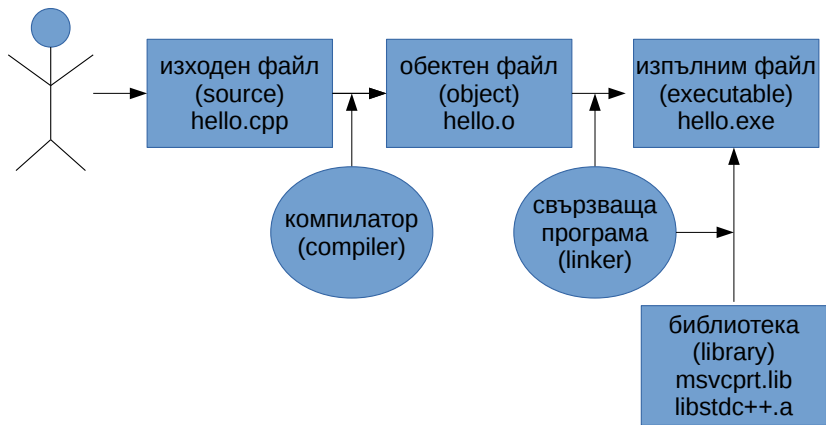 изходен файл
(source)
hello.cpp
обектен файл
(object)
hello.o
изпълним файл
(executable)
hello.exe
компилатор
(compiler)
свързваща
програма
(linker)
библиотека
(library)
msvcprt.lib
libstdc++.a